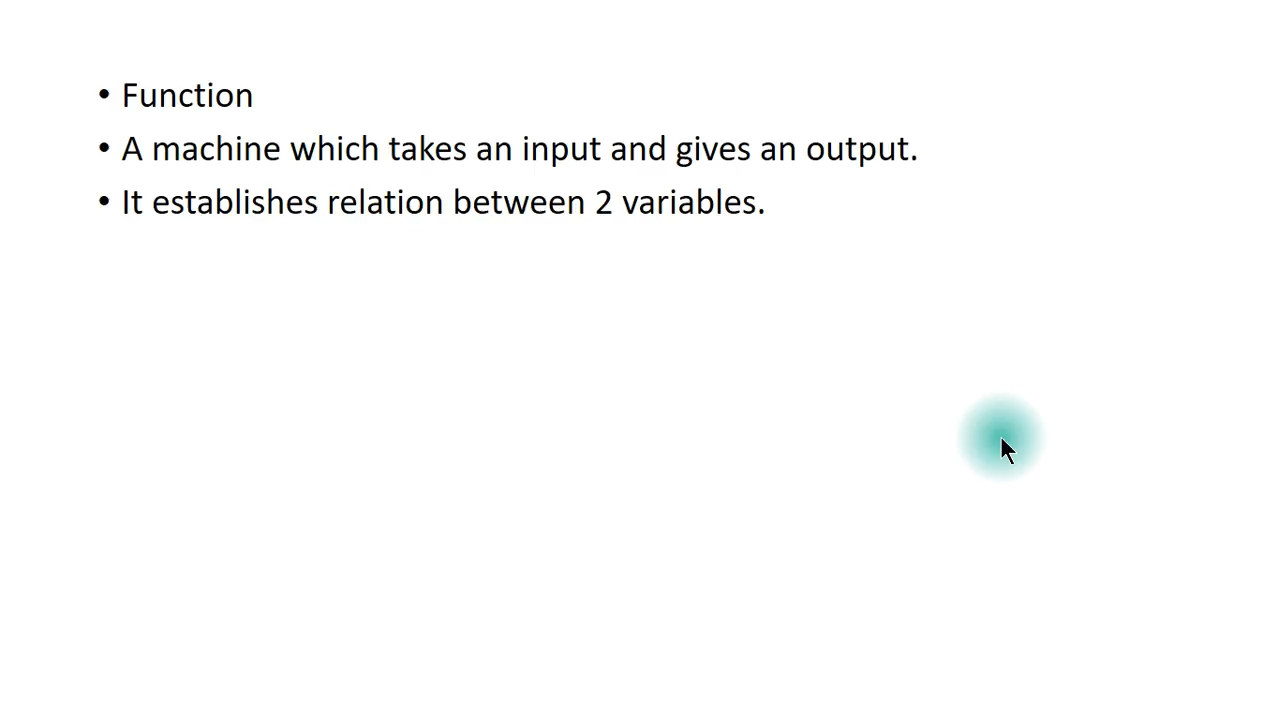 • Function
• A machine which takes an input and gives an output.
• It establishes relation between 2 variables.